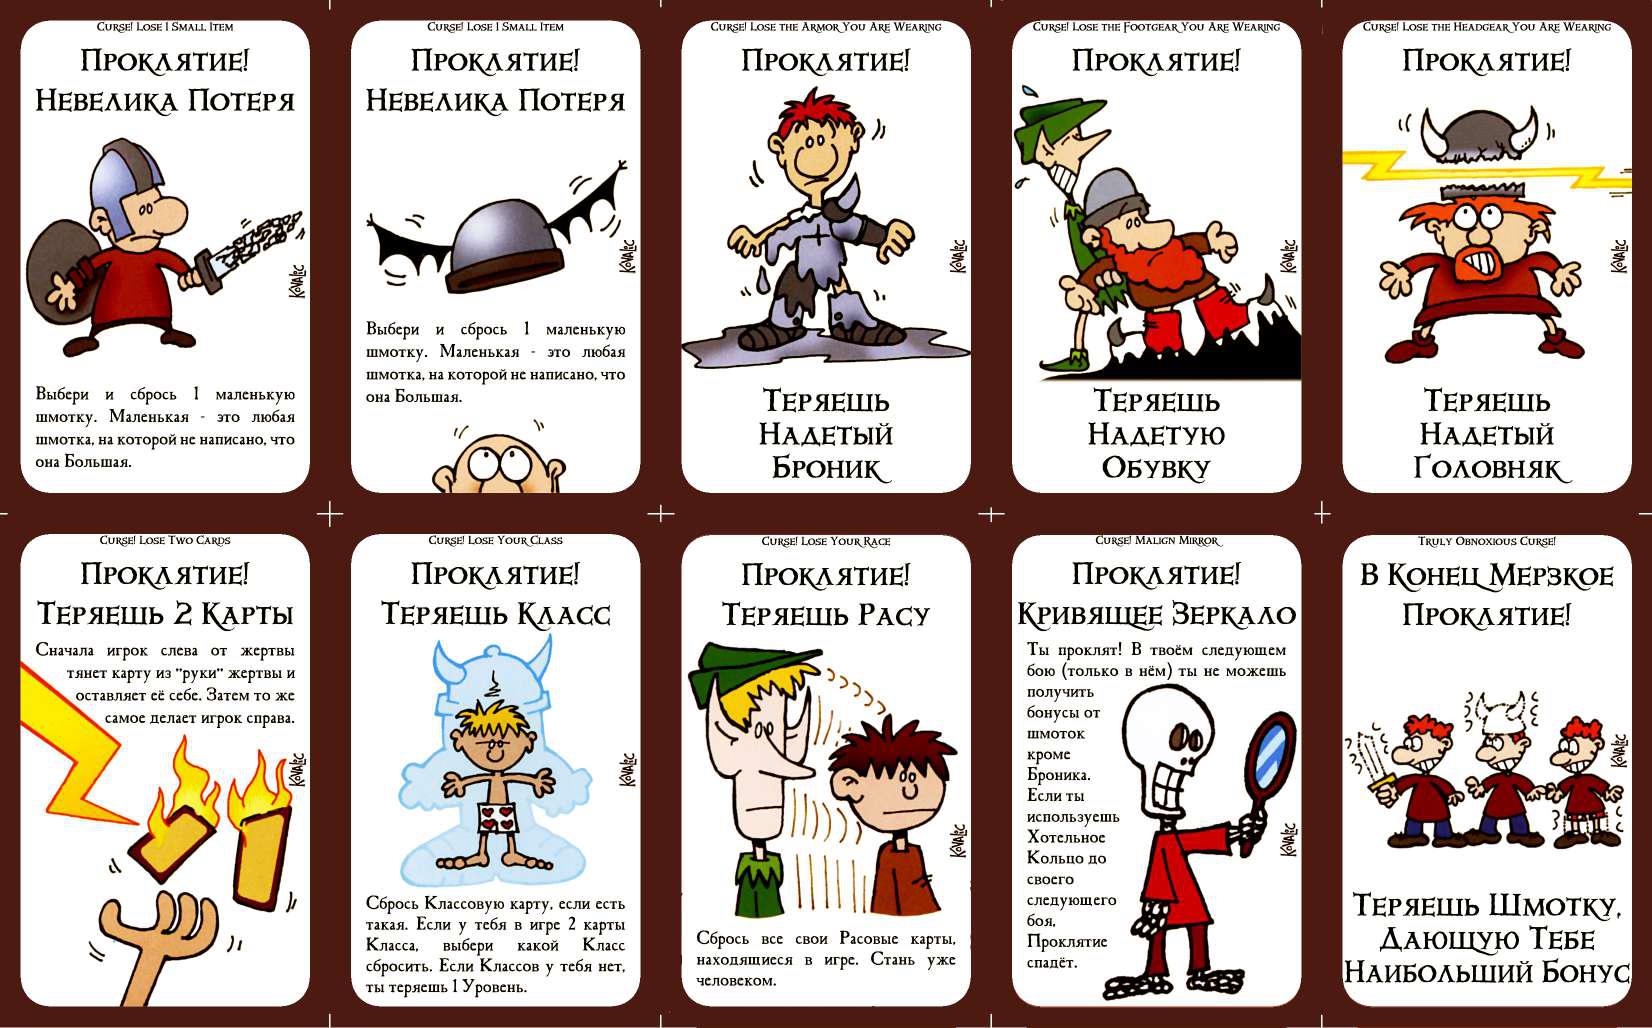 Curse! Lose 1 Small Item
Проклятие!
Невелика Потеря
Kovalic
Выбери и сбрось 1 маленькую
шмотку. Маленькая - это любая
шмотка, на которой не написано, что
она Большая.
Curse! Lose 1 Small Item
Проклятие!
Невелика Потеря
Kovalic
Выбери и сбрось 1 маленькую
шмотку. Маленькая - это любая
шмотка, на которой не написано, что
она Большая.
Curse! Lose the Armor You Are Wearing
Проклятие!
Kovalic
Теряешь
Надетый
Броник
Curse! Lose the Footgear You Are Wearing
Проклятие!
Kovalic
Теряешь
Надетую
Обувку
Curse! Lose the Headgear You Are Wearing
Проклятие!
Kovalic
Теряешь
Надетый
Головняк
Curse! Lose Two Cards
Проклятие!
Теряешь 2 Карты
Сначала игрок слева от жертвы
тянет карту из "руки" жертвы и
оставляет её себе. Затем то же
самое делает игрок справа.
Kovalic
Curse! Lose Your Class
Проклятие!
Теряешь Класс
Kovalic
Сбрось Классовую карту, если есть
такая. Если у тебя в игре 2 карты
Класса, выбери какой Класс
сбросить. Если Классов у тебя нет,
ты теряешь 1 Уровень.
Curse! Lose Your Race
Проклятие!
Теряешь Расу
Kovalic
Сбрось все свои Расовые карты,
находящиеся в игре. Стань уже
человеком.
Curse! Malign Mirror
Проклятие!
Кривящее Зеркало
Ты проклят! В твоём следующем
бою (только в нём) ты не можешь
получить
бонусы от
шмоток
кроме
Броника.
Если ты
используешь
Хотельное
Кольцо до
своего
следующего
боя,
Проклятие
спадёт.
Kovalic
Truly Obnoxious Curse!
В Конец Мерзкое
Проклятие!
Kovalic
Теряешь Шмотку,
Дающую Тебе
Наибольший Бонус